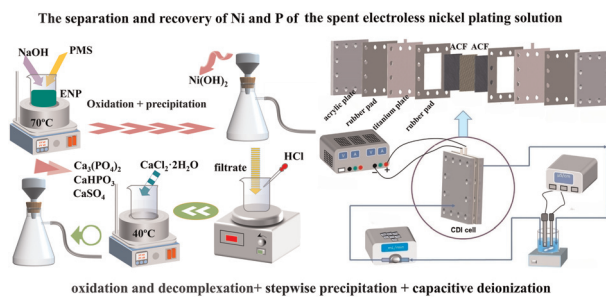 The separation and recovery of Ni and P of the spent electroless nickel plating solution
NaOH
PMS
ENP
70℃
Oxidation + precipitation
Ni(OH)₂
Ca₃(PO₄)₂
CaHPO₃
CaSO₄
CaCl₂·2H₂O
40℃
filtrate
HCl
ACF ACF
acrylic plate
rubber pad
titanium plate
rubber pad
- +
CDI cell
oxidation and decomplexation+ stepwise precipitation + capacitive deionization